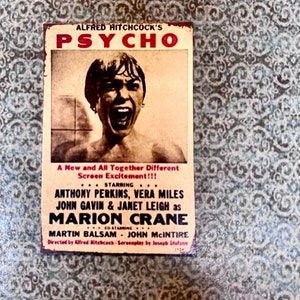 ALFRED HITCHCOCK'S
PSYCHO
A New and All Together Different
Screen Excitement!!!
STARRING
ANTHONY PERKINS, VERA MILES
JOHN GAVIN & JANET LEIGH as
MARION CRANE
CO-STARRING
MARTIN BALSAM - JOHN McINTIRE
Directed by Alfred Hitchcock - Screenplay by Joseph Stefano